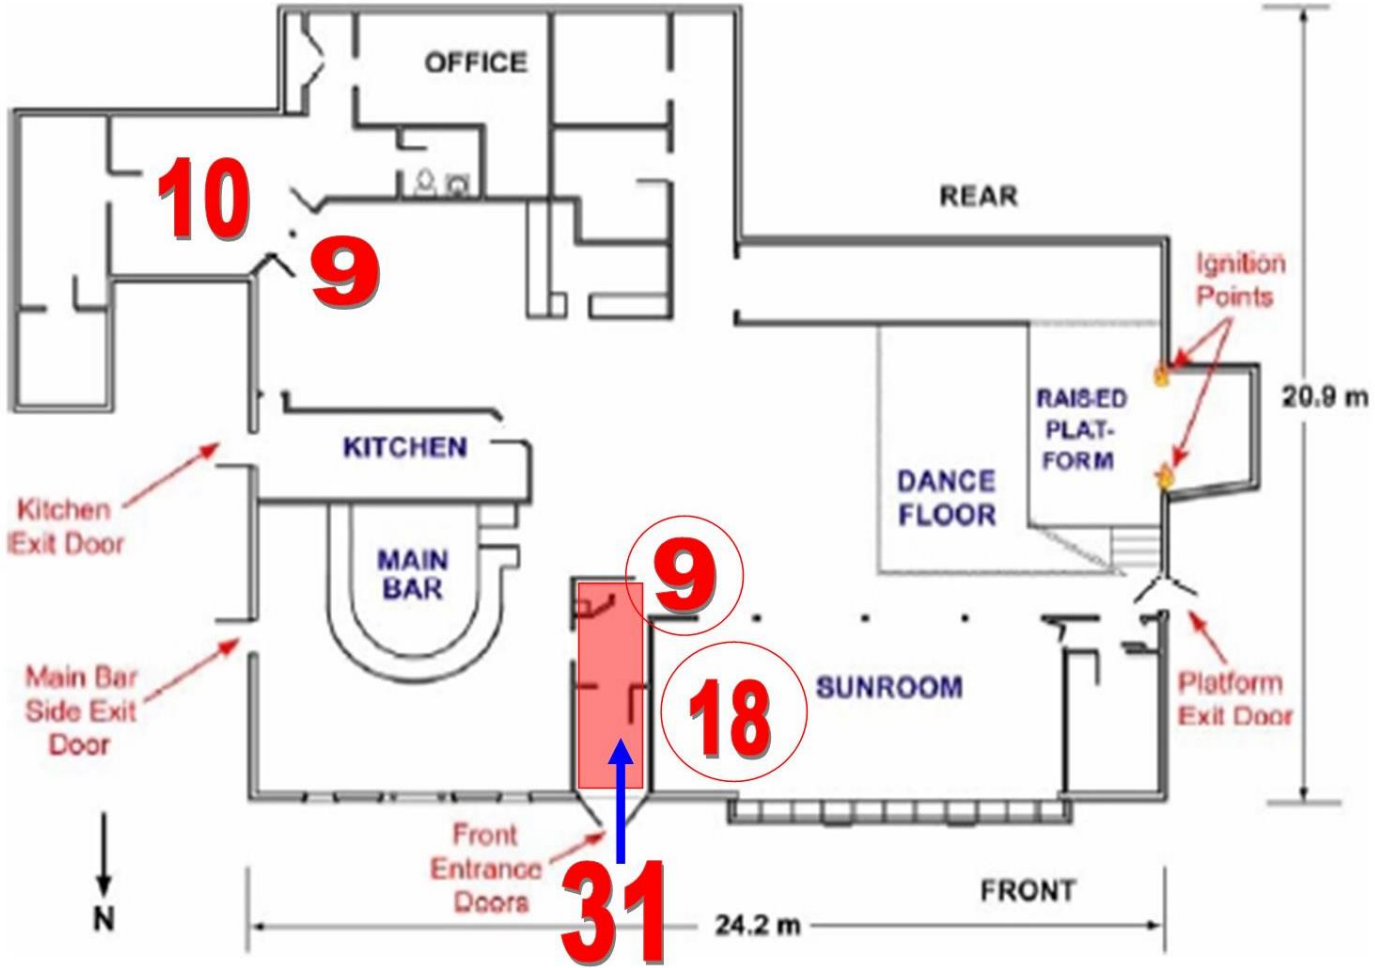 OFFICE
10
REAR
9
Ignition
Points
RAISED
PLAT-
FORM
20.9 m
KITCHEN
DANCE
FLOOR
Kitchen
Exit Door
MAIN
BAR
9
Main Bar
Side Exit
Door
18
SUNROOM
Platform
Exit Door
Front
Entrance
Doors
31
FRONT
N
24.2 m